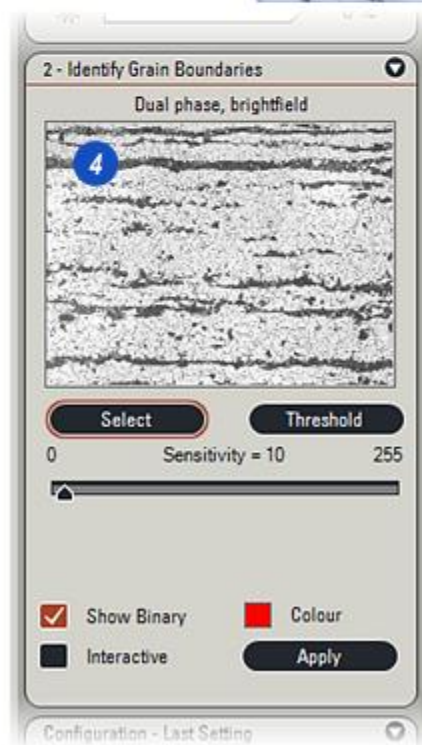 2 - Identify Grain Boundaries
Dual phase, brightfield
4
Select Threshold
0 Sensitivity = 10 255
Show Binary Colour
Interactive Apply
Configuration - Last Setting